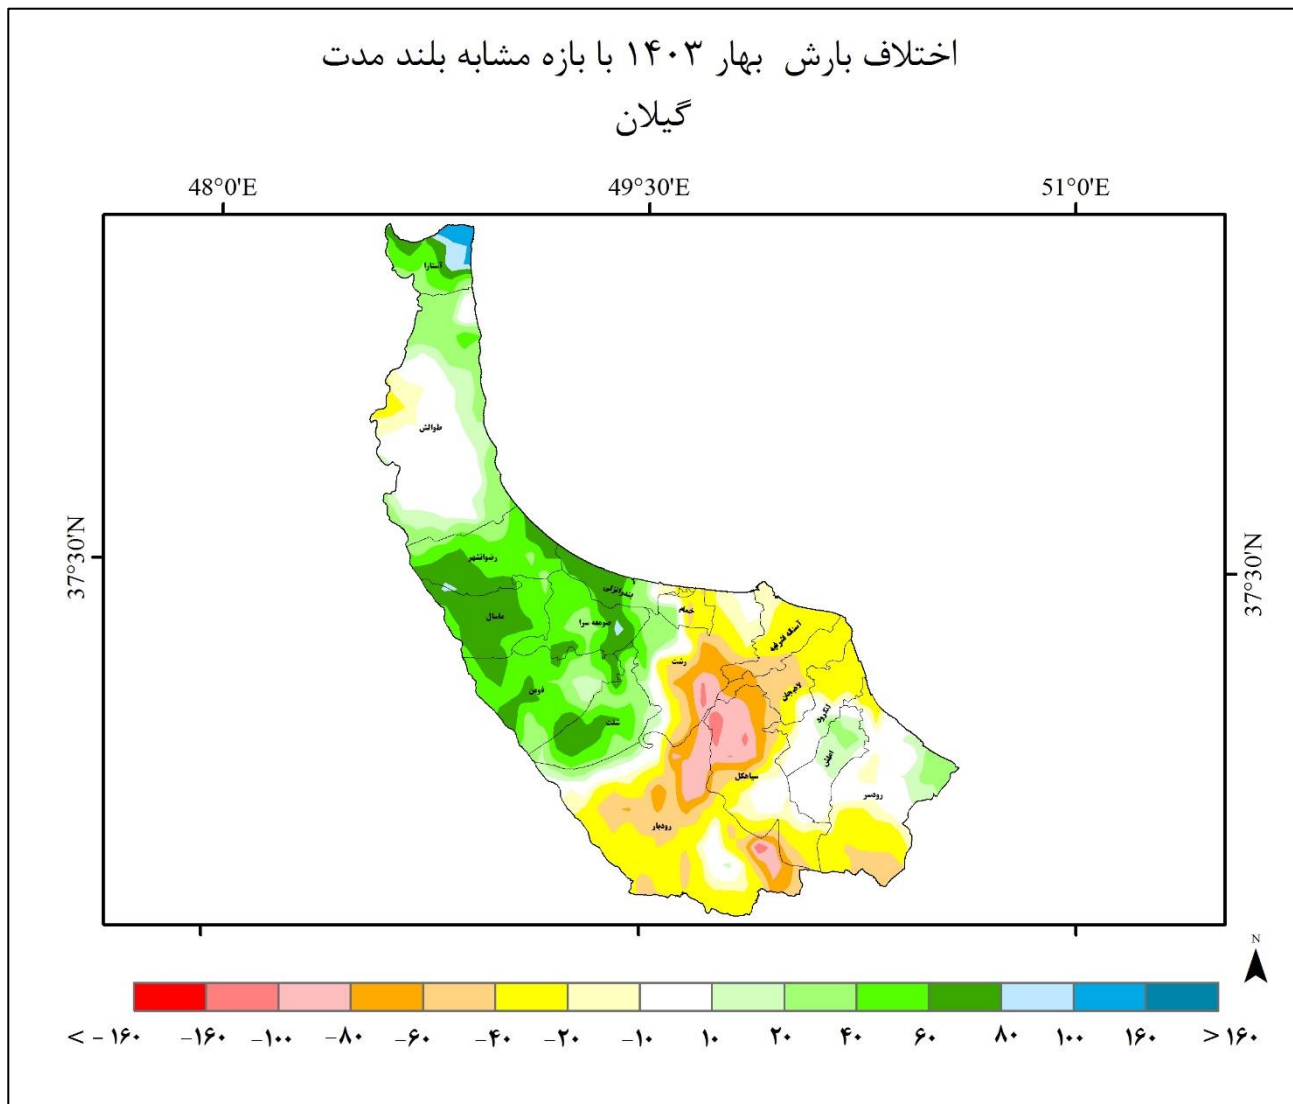 اختلاف بارش بهار ۱۴۰۳ با بازه مشابه بلند مدت
گیلان
48°0'E
49°30'E
51°0'E
37°30'N
37°30'N
آستارا
طوالش
رضوانشهر
بندرانزلی
ماسال
صومعه سرا
خمام
آستانه اشرفیه
رشت
فومن
لاهیجان
شفت
لنگرود
املش
سیاهکل
رودسر
رودبار
N
< -۱۶۰
-۱۶۰
-۱۰۰
-۸۰
-۶۰
-۴۰
-۲۰
-۱۰
۱۰
۲۰
۴۰
۶۰
۸۰
۱۰۰
۱۶۰
> ۱۶۰